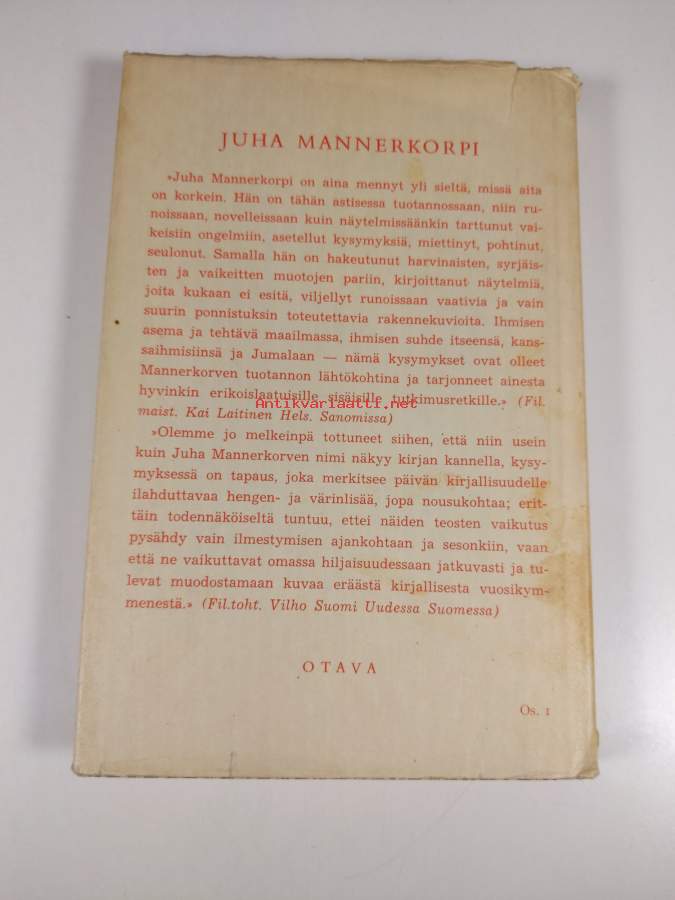 JUHA MANNERKORPI
»Juha Mannerkorpi on aina mennyt yli sieltä, missä aita
on korkein. Hän on tähän astisessa tuotannossaan, niin ru-
noissaan, novelleissaan kuin näytelmissäänkin tarttunut vai-
keisiin ongelmiin, asetellut kysymyksiä, miettinyt, pohtinut,
seulonut. Samalla hän on hakeutunut harvinaisten, syrjäis-
ten ja vaikeitten muotojen pariin, kirjoittanut näytelmiä,
joita kukaan ei esitä, viljellyt runoissaan vaativia ja vain
suurin ponnistuksin toteutettavia rakennekuvioita. Ihmisen
asema ja tehtävä maailmassa, ihmisen suhde itseensä, kans-
saihmisiinsä ja Jumalaan — nämä kysymykset ovat olleet
Mannerkorven tuotannon lähtökohtina ja tarjonneet ainesta
hyvinkin erikoislaatuisille sisäisille tutkimusretkille.» (Fil.
maist. Kai Laitinen Hels. Sanomissa)
»Olemme jo melkeinpä tottuneet siihen, että niin usein
kuin Juha Mannerkorven nimi näkyy kirjan kannella, kysy-
myksessä on tapaus, joka merkitsee päivän kirjallisuudelle
ilahduttavaa hengen- ja värinlisää, jopa nousukohtaa; erit-
täin todennäköiseltä tuntuu, ettei näiden teosten vaikutus
pysähdy vain ilmestymisen ajankohtaan ja sesonkiin, vaan
että ne vaikuttavat omassa hiljaisuudessaan jatkuvasti ja tu-
levat muodostamaan kuvaa eräästä kirjallisesta vuosikym-
menestä.» (Fil.toht. Vilho Suomi Uudessa Suomessa)
OTAVA
Os. 1
Antikvariaatti.net